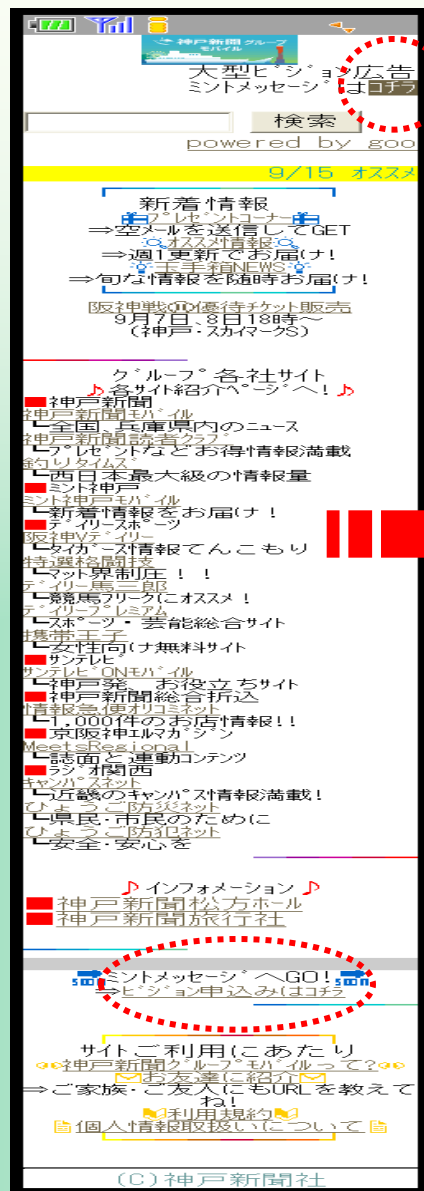 神戸新聞グループ
モバイル
大型ビジョン広告
ミントメッセージはコチラ
検索
powered by goo
9/15 オススメ
新着情報
プレゼントコーナー
⇒空メールを送信してGET
オススメ情報
⇒週1更新でお届け!
玉手箱NEWS
⇒旬な情報を随時お届け!
阪神戦の優待チケット販売
9月7日、8日18時~
(神戸・スカイマークS)
グループ各社サイト
♪各サイト紹介ページへ!♪
■神戸新聞
神戸新聞モバイル
┗全国、兵庫県内のニュース
神戸新聞読者クラブ
┗プレゼントなどお得情報満載
釣りタイムズ
┗西日本最大級の情報量
■ミント神戸
ミント神戸モバイル
┗新着情報をお届け!
■デイリースポーツ
阪神Vデイリー
┗タイガース情報てんこもり
特選格闘技
┗マット界制圧!!
デイリー馬三郎
┗競馬フリークにオススメ!
デイリープレミアム
┗スポーツ・芸能総合サイト
携帯王子
┗女性向け無料サイト
■サンテレビ
サンテレビONモバイル
┗神戸発 お役立ちサイト
■神戸新聞総合折込
情報急便オリコミネット
┗1,000件のお店情報!!
■京阪神エルマガジン
MeetsRegional
┗誌面と連動コンテンツ
■ラジオ関西
キャンパスネット
┗近畿のキャンパス情報満載!
ひょうご防災ネット
┗県民・市民のために
ひょうご防犯ネット
┗安全・安心を
♪インフォメーション♪
■神戸新聞松方ホール
■神戸新聞旅行社
ミントメッセージへGO!
⇒ビジョン申込みはコチラ
サイトご利用にあたり
神戸新聞グループモバイルって?
お友達に紹介
⇒ご家族・ご友人にもURLを教えて
ね!
利用規約
個人情報取扱いについて
(C)神戸新聞社